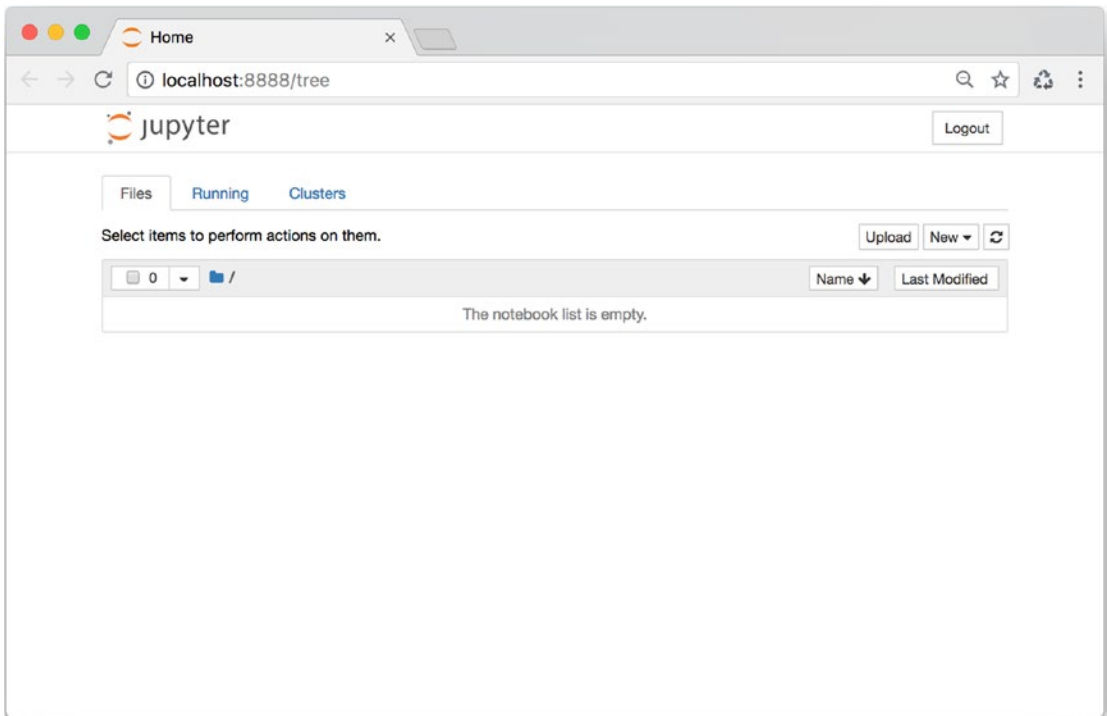 Home
localhost:8888/tree
jupyter
Logout
Files Running Clusters
Select items to perform actions on them.
Upload New
0 /
Name Last Modified
The notebook list is empty.